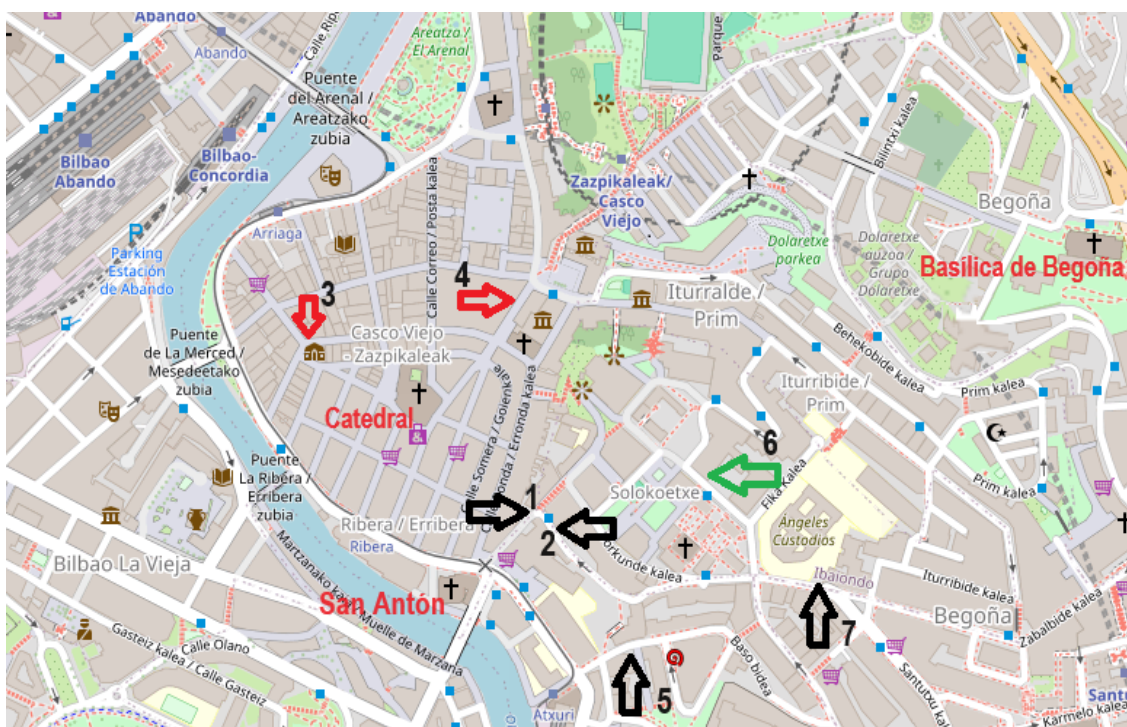 Abando
Abando
Calle Ripa
Areatza /
El Arenal
Parque
Puente
del Arenal /
Areatzako
zubia
Bilbao
Abando
Bilbao-
Concordia
Zazpikaleak/
Casco
Viejo
Bilintxi kalea
Begoña
Arriaga
P
Parking
Estación
de Abando
Calle Correo / Posta kalea
Dolaretxe
parkea
Dolaretxe
auzoa / Grupo
Dolaretxe
Basilica de Begoña
3
4
Iturralde /
Prim
Puente
de La Merced /
Mesedeetako
zubia
Casco Viejo
- Zazpikaleak
Behekobide kalea
Iturribide /
Prim
Prim kalea
Catedral
Calle Somera / Goienkale
Erronda kalea
6
Puente
La Ribera /
Erribera
zubia
Solokoetxe
Fika Kalea
Prim kalea
1
Ribera / Erribera
2
Ángeles
Custodios
Ribera
Bilbao La Vieja
Martzanako kaia / Muelle de Marzana
Ibaiondo
Iturribide kalea
San Antón
Begoña
Zabalbide kalea
Calle Olano
Gasteiz kalea / Calle Gasteiz
7
Baso bidea
Santutxu kalea
5
Atxuri
Karmelo kalea